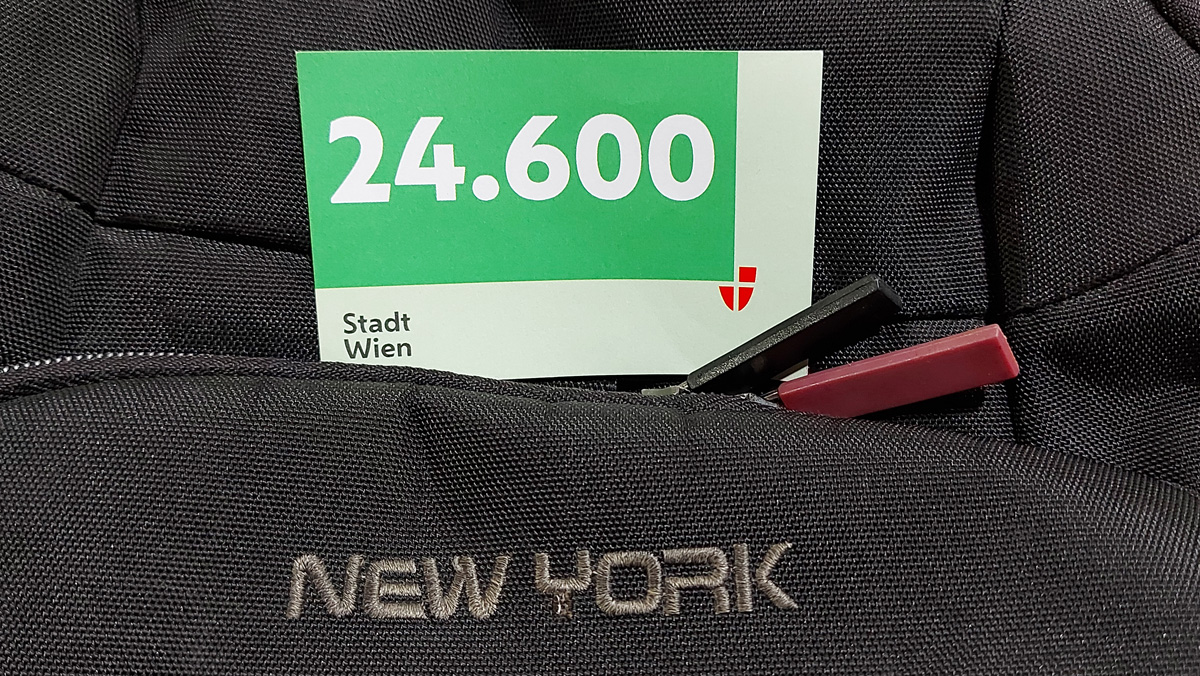 24.600
Stadt
Wien
NEW YORK